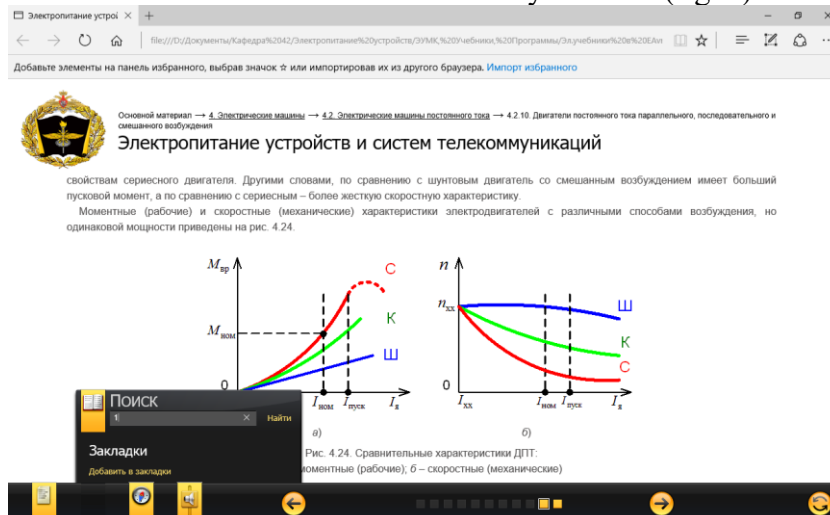 Электропитание устрої
file:///D:/Документы/Кафедра%2042/Электропитание%20устройств/ЭУМК,%20Учебники,%20Программы/Эл.учебники%20в%20EAvi
Добавьте элементы на панель избранного, выбрав значок ☆ или импортировав их из другого браузера. Импорт избранного
Основной материал → 4. Электрические машины → 4.2. Электрические машины постоянного тока → 4.2.10. Двигатели постоянного тока параллельного, последовательного и
смешанного возбуждения
Электропитание устройств и систем телекоммуникаций
свойствам сериесного двигателя. Другими словами, по сравнению с шунтовым двигатель со смешанным возбуждением имеет больший
пусковой момент, а по сравнению с сериесным – более жесткую скоростную характеристику.
Моментные (рабочие) и скоростные (механические) характеристики электродвигателей с различными способами возбуждения, но
одинаковой мощности приведены на рис. 4.24.
Mвр
С
К
Ш
Mном
0
Iном Iпуск Iя
а)
n
nхх
Ш
К
С
0
Iхх Iном Iпуск Iя
б)
Рис. 4.24. Сравнительные характеристики ДПТ:
моментные (рабочие); б – скоростные (механические)
Поиск
1
Найти
Закладки
Добавить в закладки